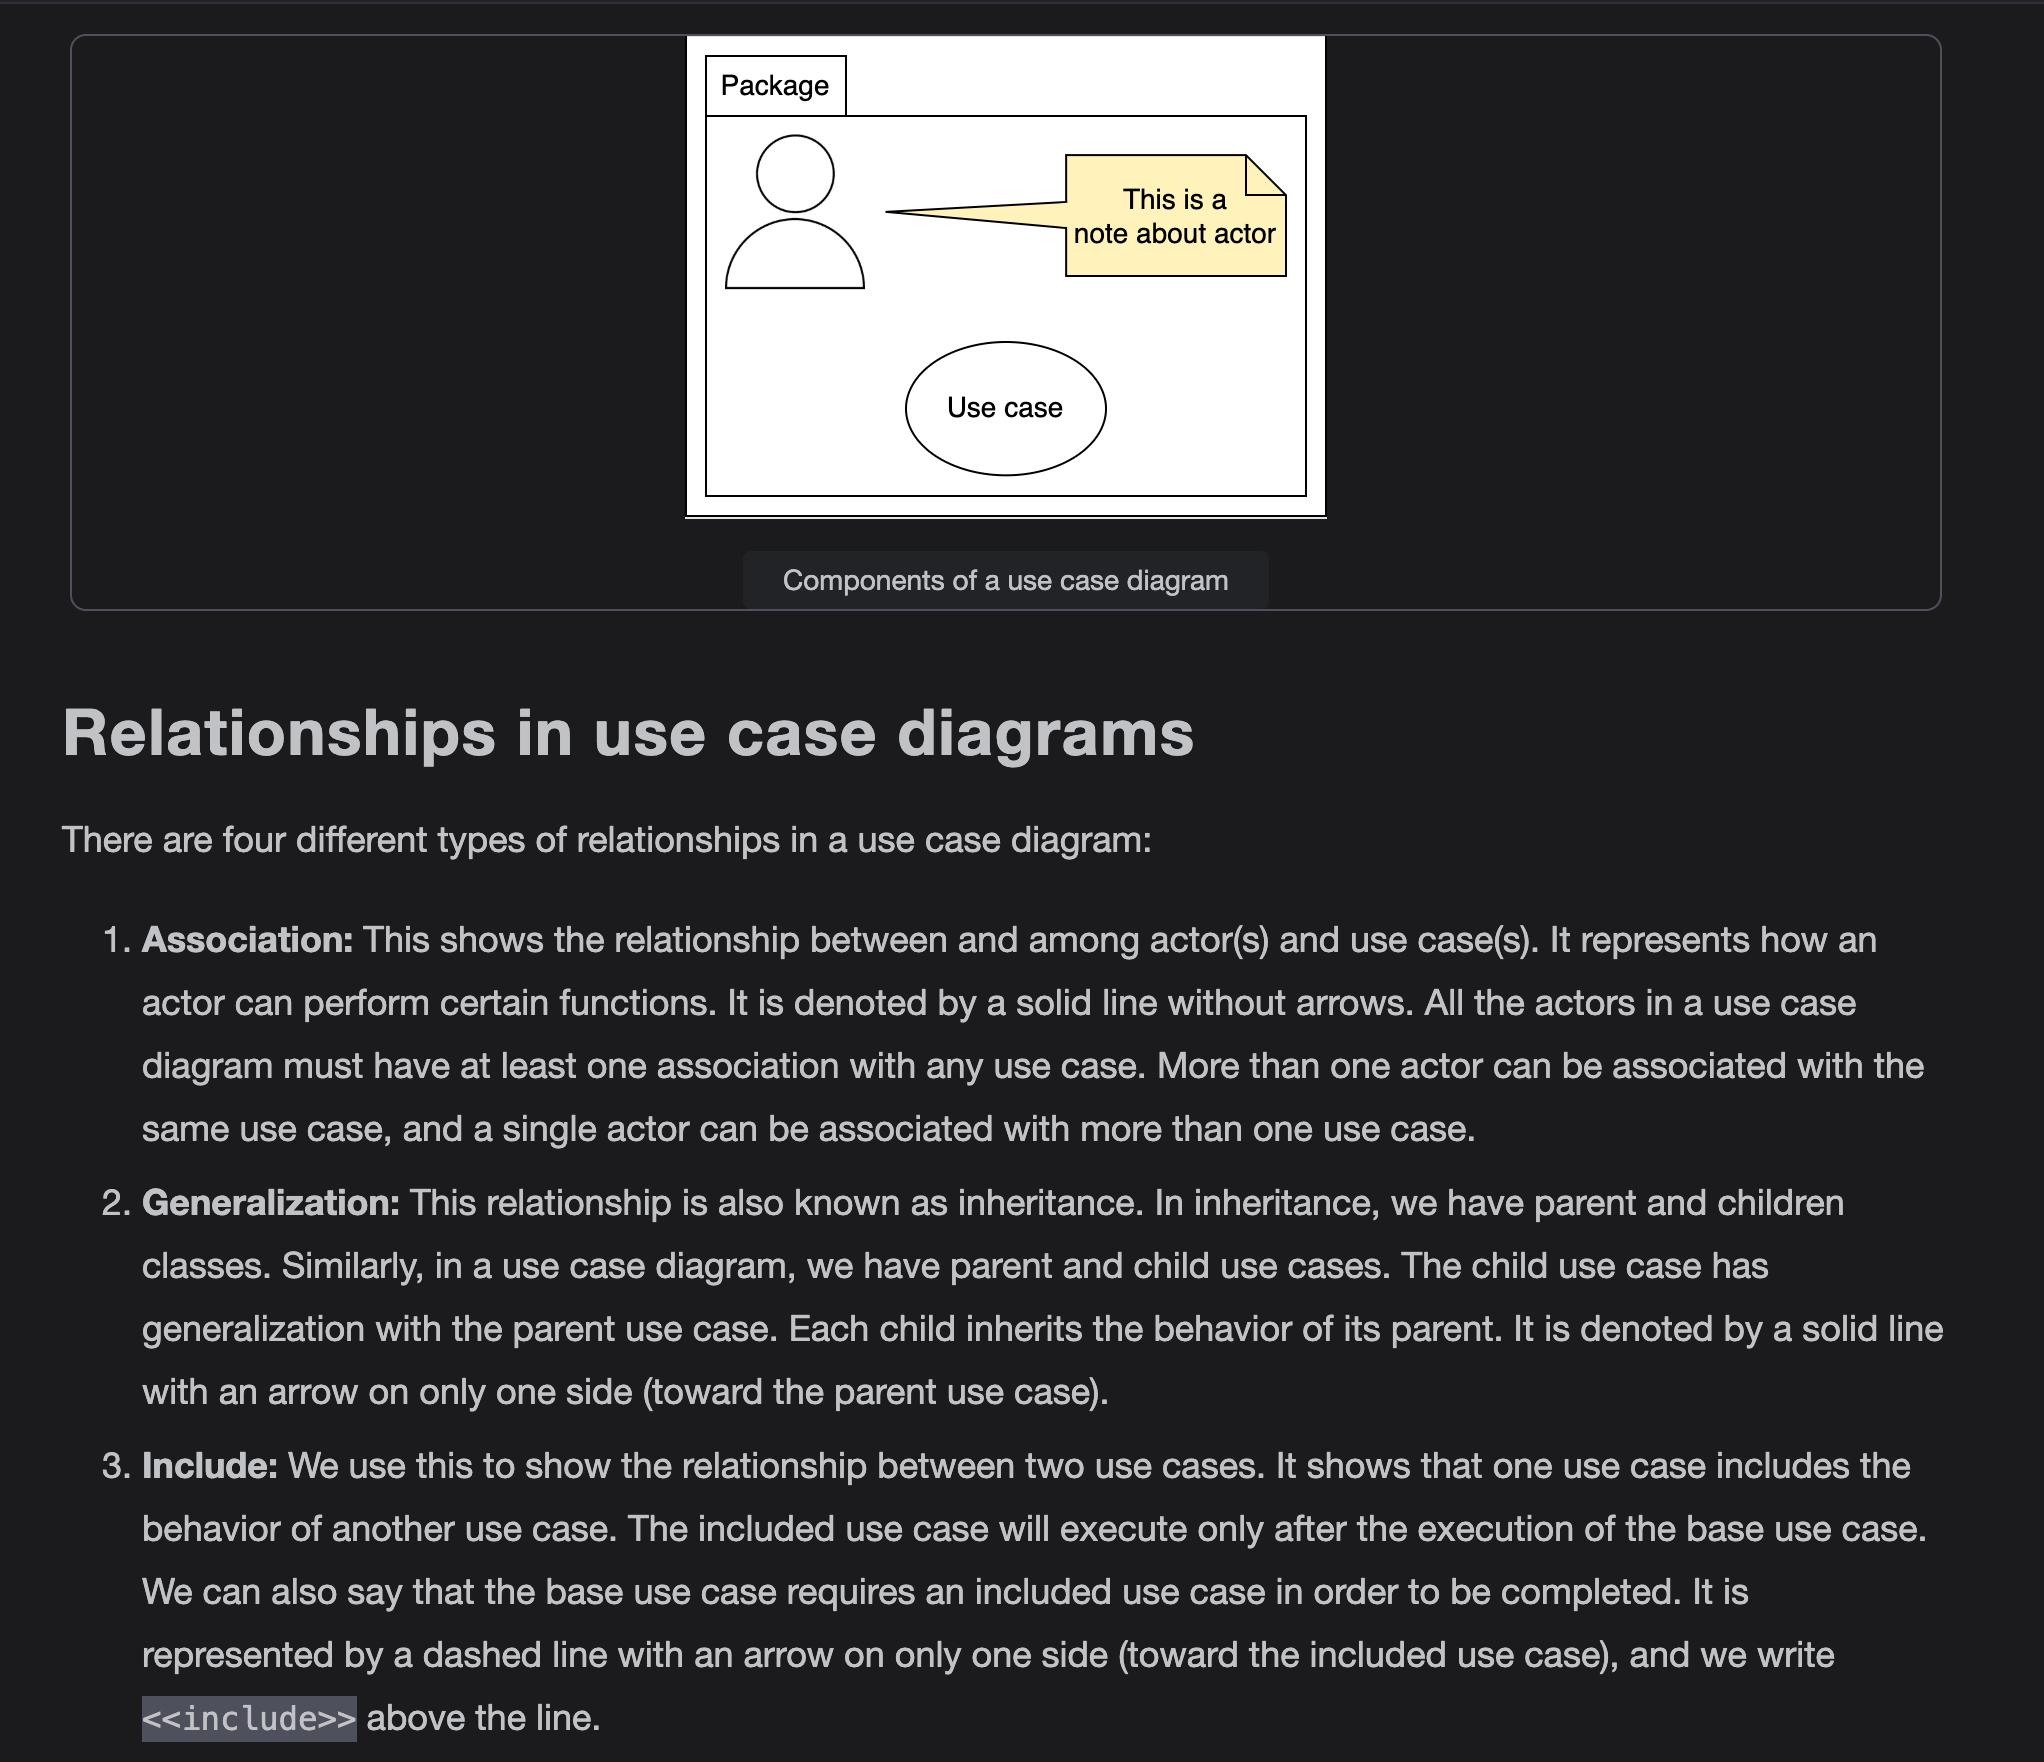 Package
This is a
note about actor
Use case
Components of a use case diagram
Relationships in use case diagrams
There are four different types of relationships in a use case diagram:
1. Association: This shows the relationship between and among actor(s) and use case(s). It represents how an
actor can perform certain functions. It is denoted by a solid line without arrows. All the actors in a use case
diagram must have at least one association with any use case. More than one actor can be associated with the
same use case, and a single actor can be associated with more than one use case.
2. Generalization: This relationship is also known as inheritance. In inheritance, we have parent and children
classes. Similarly, in a use case diagram, we have parent and child use cases. The child use case has
generalization with the parent use case. Each child inherits the behavior of its parent. It is denoted by a solid line
with an arrow on only one side (toward the parent use case).
3. Include: We use this to show the relationship between two use cases. It shows that one use case includes the
behavior of another use case. The included use case will execute only after the execution of the base use case.
We can also say that the base use case requires an included use case in order to be completed. It is
represented by a dashed line with an arrow on only one side (toward the included use case), and we write
<<include>> above the line.